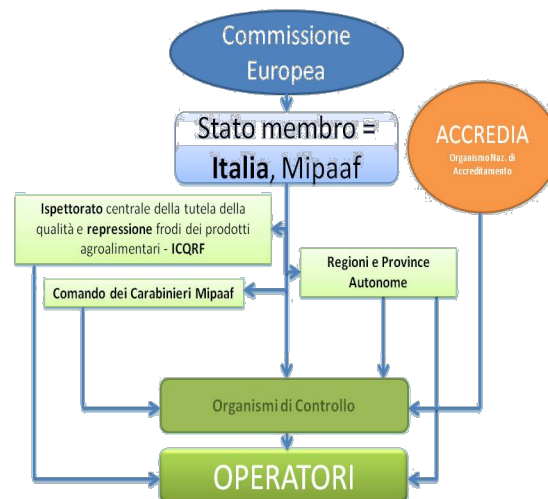 Commissione
Europea
Stato membro =
Italia, Mipaaf
ACCREDIA
Organismo Naz. di
Accreditamento
Ispettorato centrale della tutela della
qualità e repressione frodi dei prodotti
agroalimentari - ICQRF
Regioni e Province
Autonome
Comando dei Carabinieri Mipaaf
Organismi di Controllo
OPERATORI